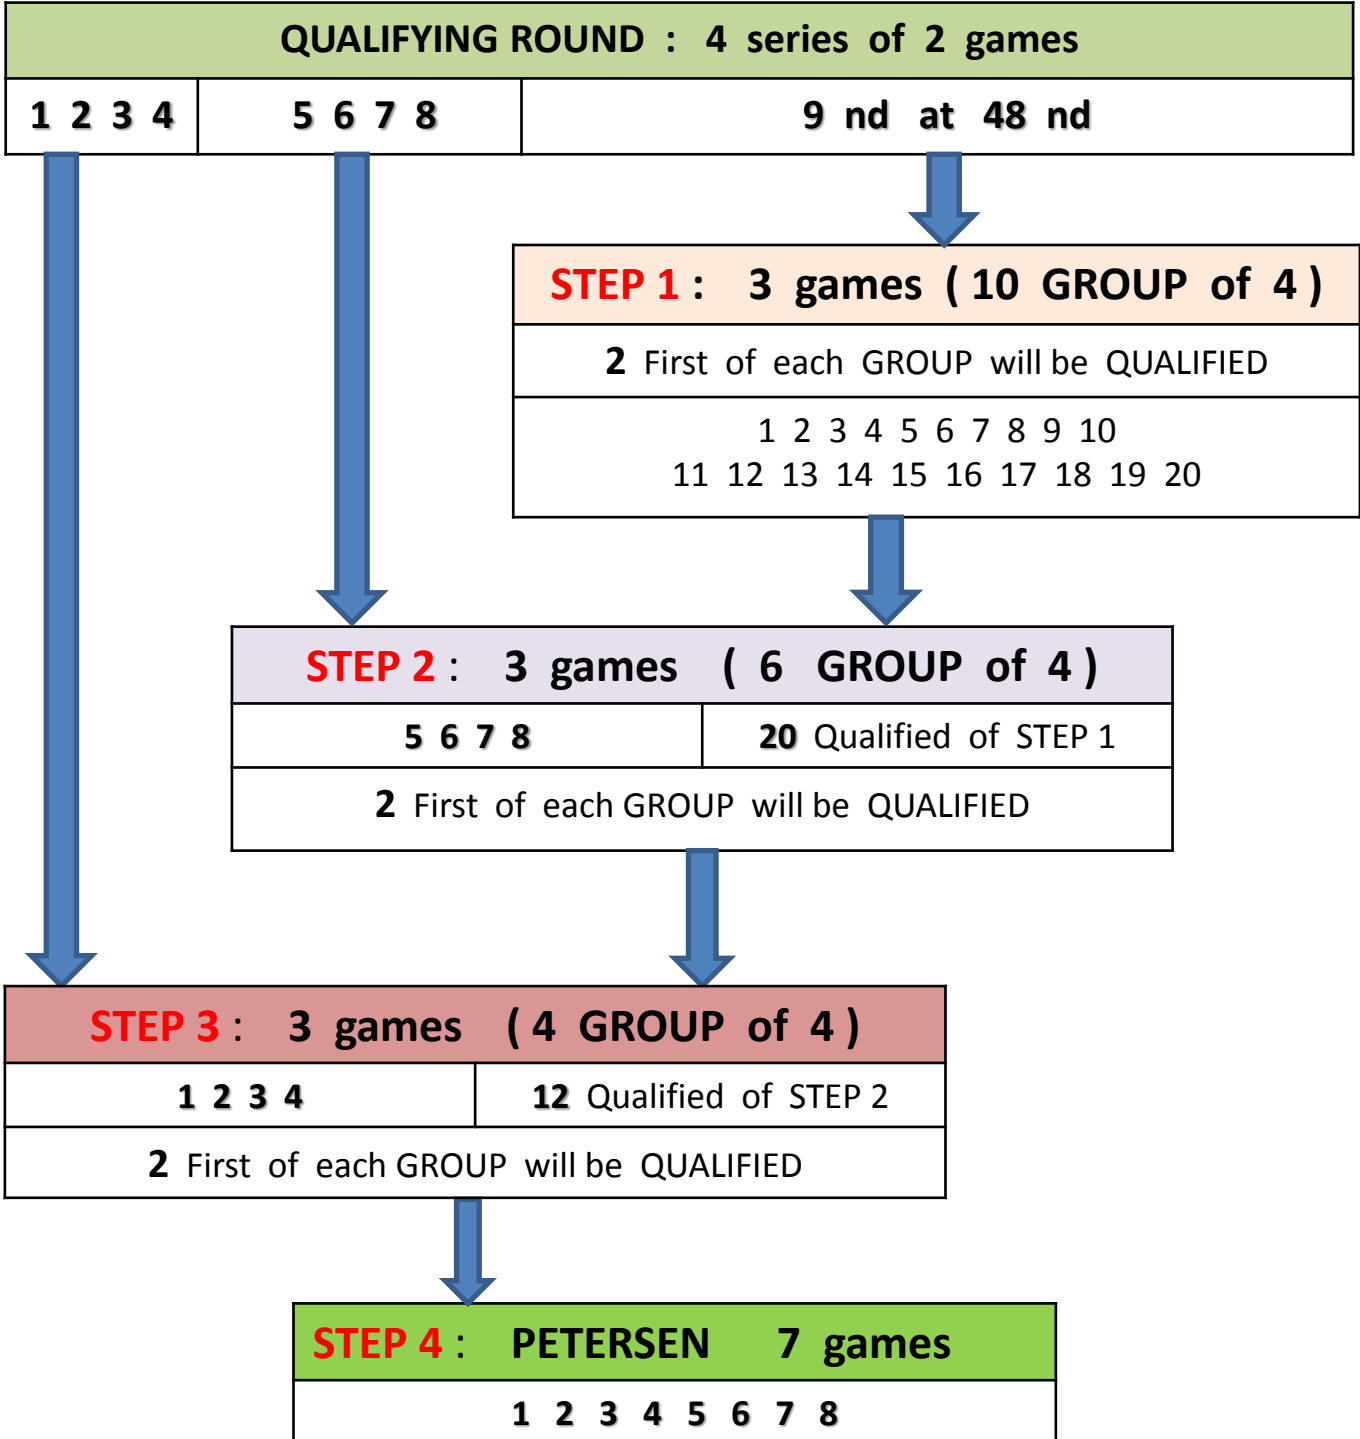 QUALIFYING ROUND : 4 series of 2 games
1 2 3 4
5 6 7 8
9 nd at 48 nd
STEP 1 : 3 games ( 10 GROUP of 4 )
2 First of each GROUP will be QUALIFIED
1 2 3 4 5 6 7 8 9 10
11 12 13 14 15 16 17 18 19 20
STEP 2 : 3 games ( 6 GROUP of 4 )
5 6 7 8
20 Qualified of STEP 1
2 First of each GROUP will be QUALIFIED
STEP 3 : 3 games ( 4 GROUP of 4 )
1 2 3 4
12 Qualified of STEP 2
2 First of each GROUP will be QUALIFIED
STEP 4 : PETERSEN 7 games
1 2 3 4 5 6 7 8